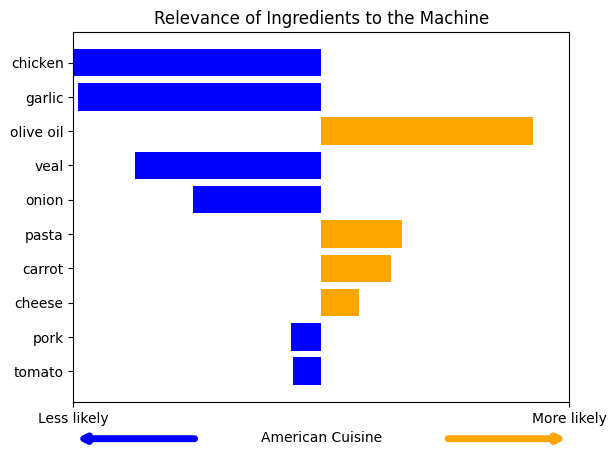 Relevance of Ingredients to the Machine
chicken
garlic
olive oil
veal
onion
pasta
carrot
cheese
pork
tomato
Less likely
More likely
American Cuisine